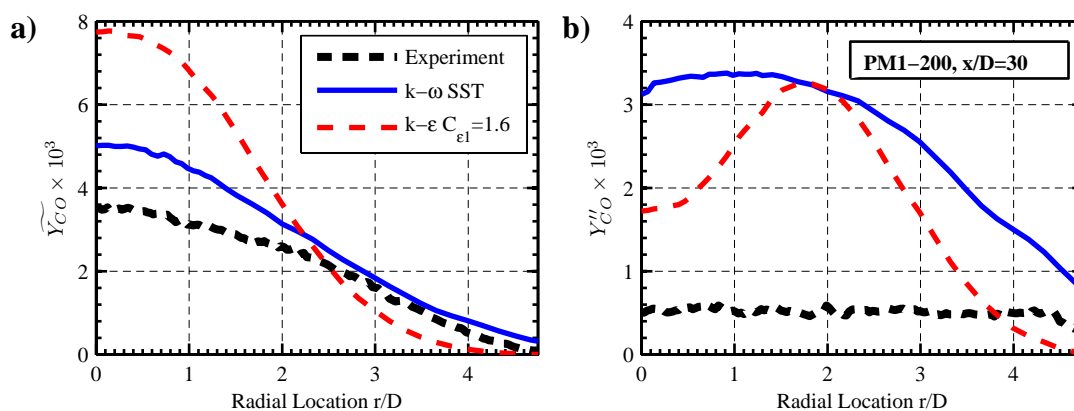 a)
8
6
4
2
0
Y_CO × 10³
Experiment
k−ω SST
k−ε C_ε1=1.6
0 1 2 3 4
Radial Location r/D
b)
4
3
2
1
0
Y''_CO × 10³
PM1−200, x/D=30
0 1 2 3 4
Radial Location r/D